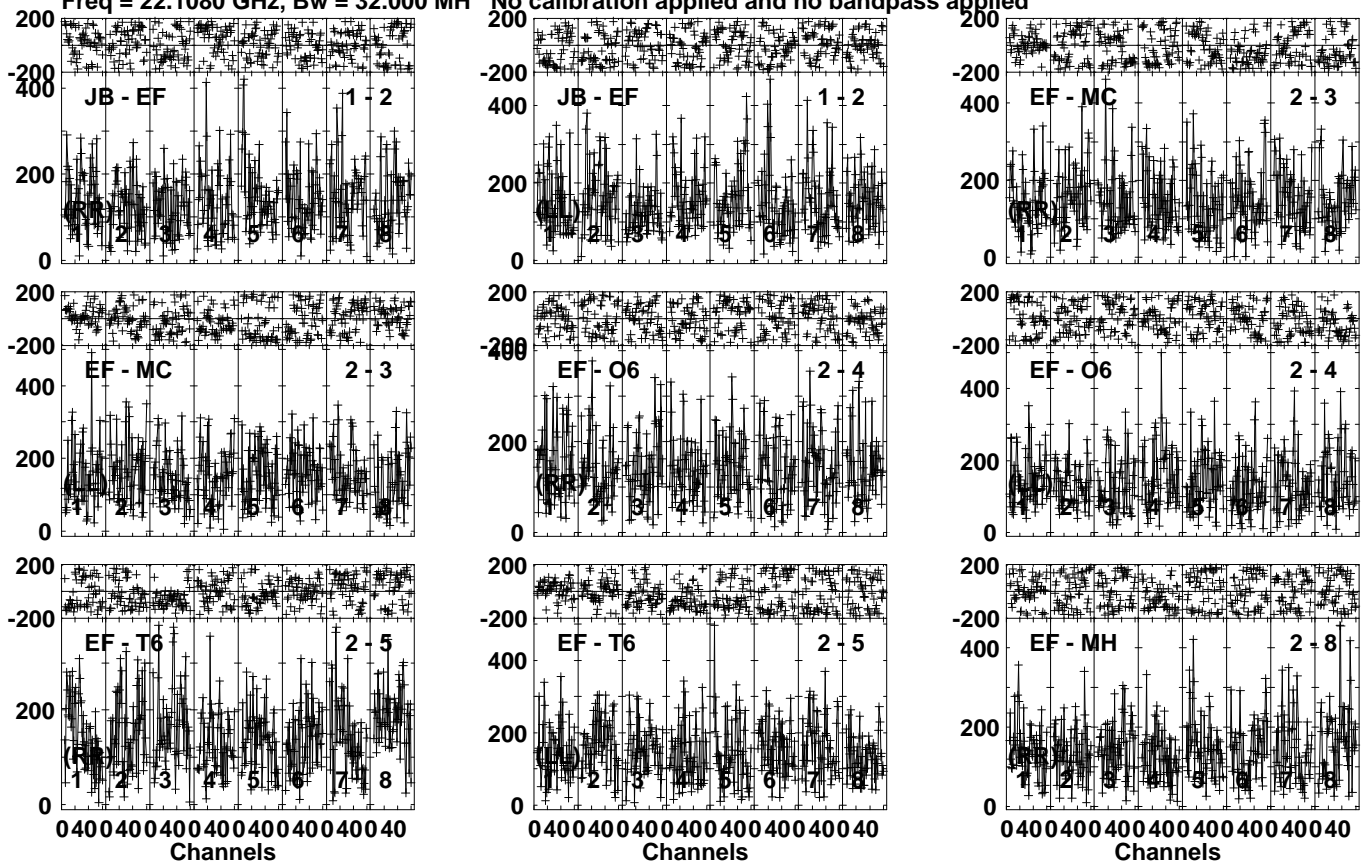 Freq = 22.1080 GHz, Bw = 32.000 MH No calibration applied and no bandpass applied
200 200 200
-200 -200 -200
400 400 400
JB - EF 1 - 2 JB - EF 1 - 2 EF - MC 2 - 3
200 200 200
(RR) (LL) (RR)
1 2 3 4 5 6 7 8 1 2 3 4 5 6 7 8 1 2 3 4 5 6 7 8
0 0 0
200 200 200
-200 -200 -200
400
EF - MC 2 - 3 EF - O6 2 - 4 EF - O6 2 - 4
400 400
200 200 200
(LL) (RR) (LL)
1 2 3 4 5 6 7 8 1 2 3 4 5 6 7 8 1 2 3 4 5 6 7 8
0 0 0
200 200 200
-200 -200 -200
EF - T6 2 - 5 EF - T6 2 - 5 EF - MH 2 - 8
400 400
200 200 200
(RR) (LL) (RR)
1 2 3 4 5 6 7 8 1 2 3 4 5 6 7 8 1 2 3 4 5 6 7 8
0 0 0
0 40 0 40 0 40 0 40 0 40 0 40 0 40 0 40 0 40 0 40 0 40 0 40 0 40 0 40 0 40 0 40 0 40 0 40 0 40 0 40 0 40 0 40 0 40 0 40
Channels Channels Channels